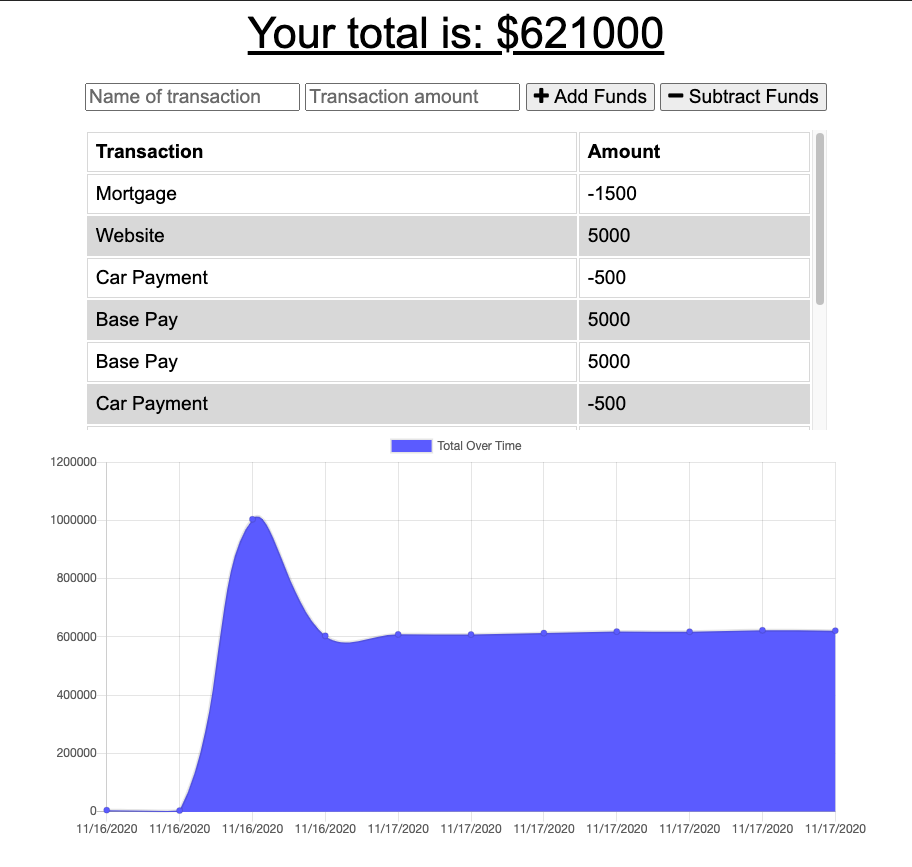 Your total is: $621000
Name of transaction Transaction amount Add Funds Subtract Funds
Transaction Amount
Mortgage -1500
Website 5000
Car Payment -500
Base Pay 5000
Base Pay 5000
Car Payment -500
Total Over Time
1200000
1000000
800000
600000
400000
200000
0
11/16/2020 11/16/2020 11/16/2020 11/16/2020 11/17/2020 11/17/2020 11/17/2020 11/17/2020 11/17/2020 11/17/2020 11/17/2020